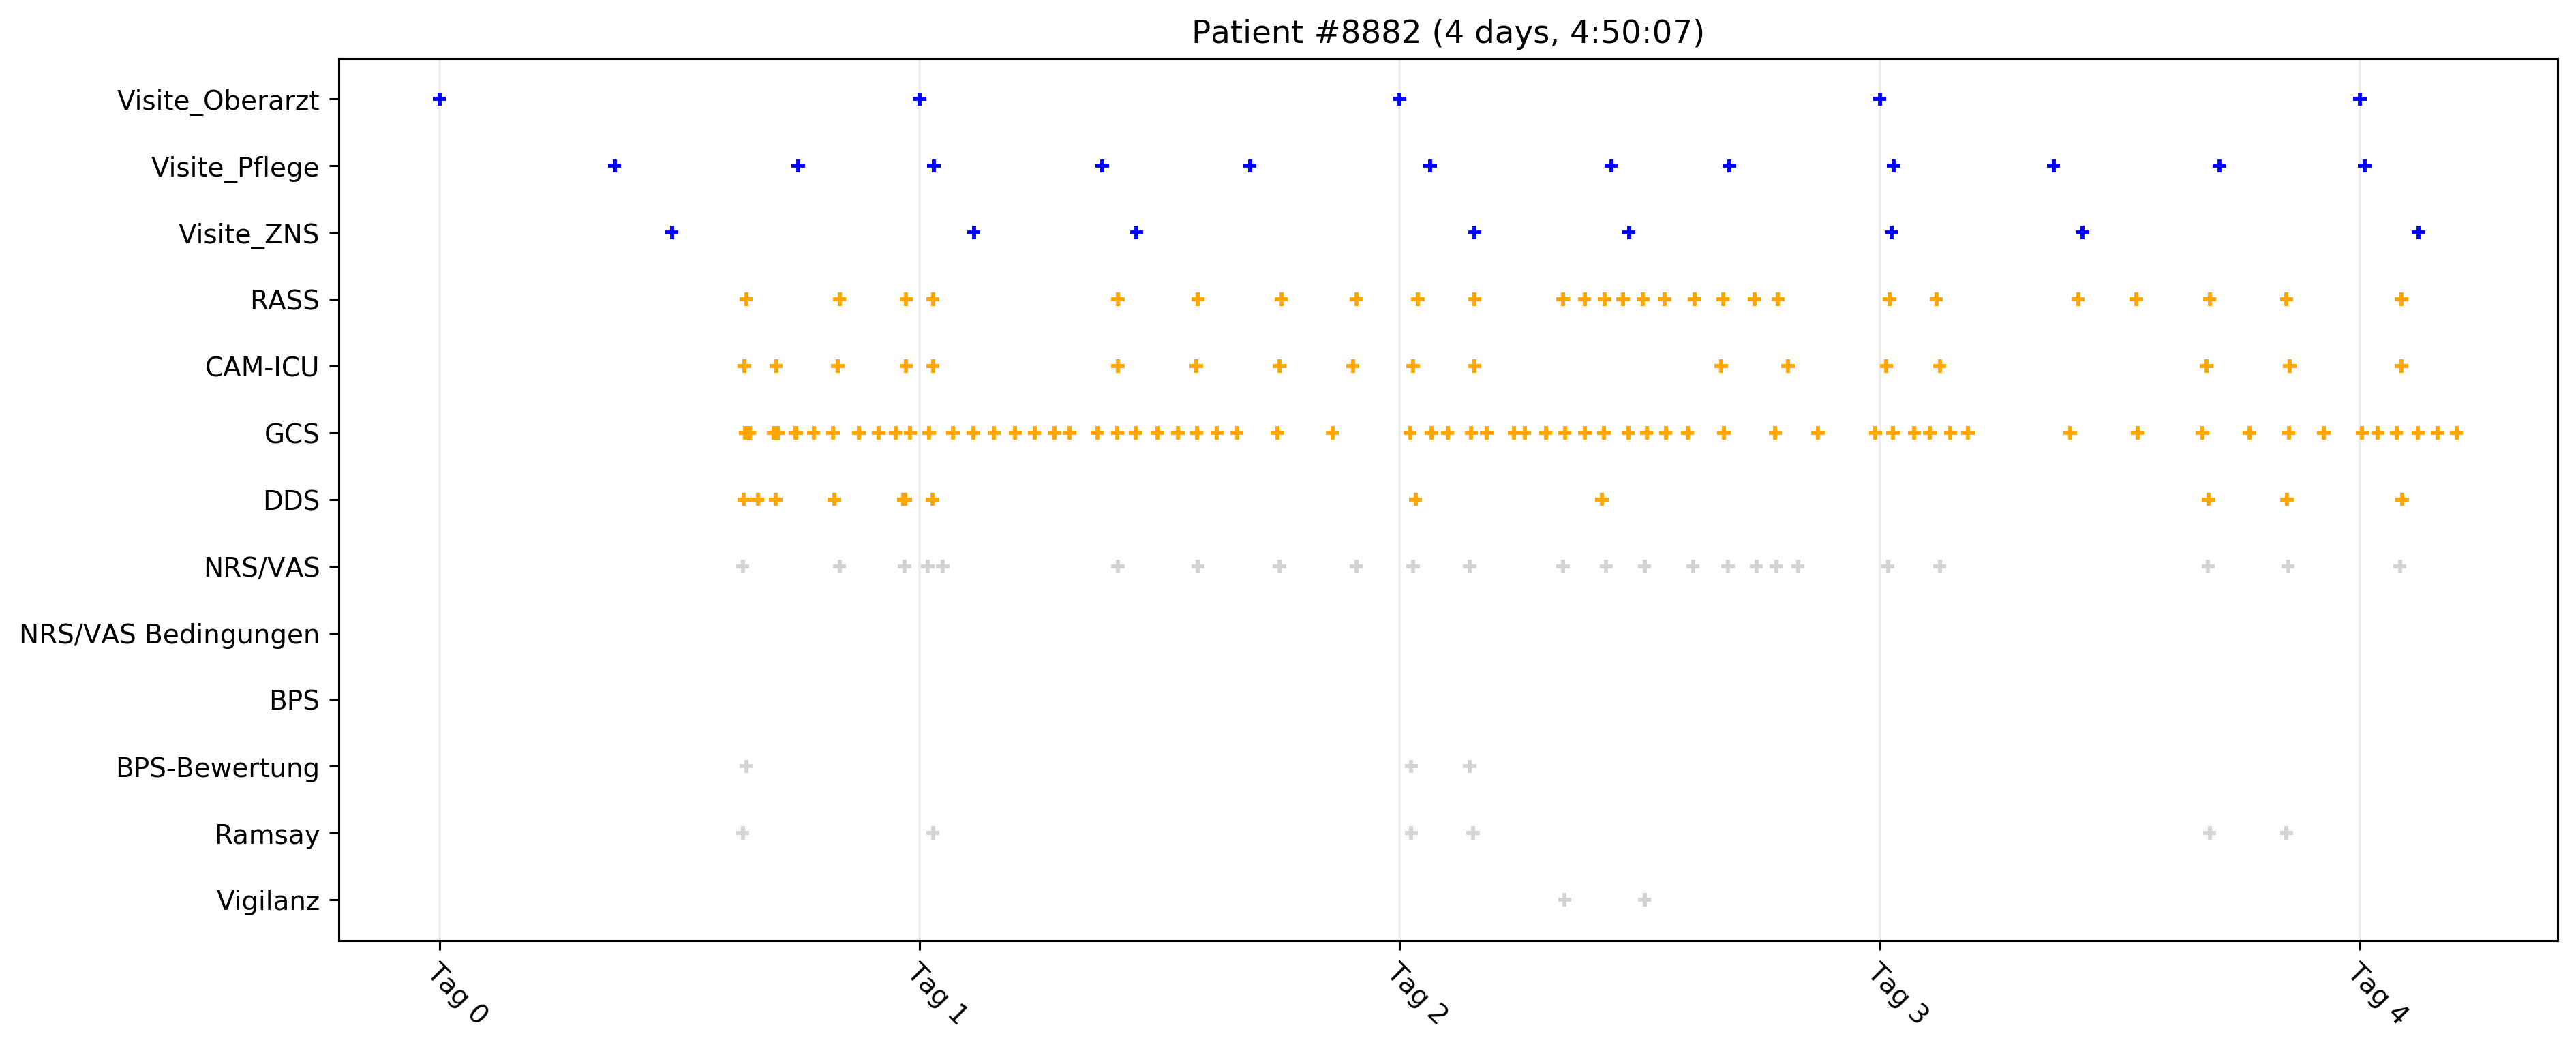 Patient #8882 (4 days, 4:50:07)
Visite_Oberarzt
Visite_Pflege
Visite_ZNS
RASS
CAM-ICU
GCS
DDS
NRS/VAS
NRS/VAS Bedingungen
BPS
BPS-Bewertung
Ramsay
Vigilanz
Tag 0
Tag 1
Tag 2
Tag 3
Tag 4